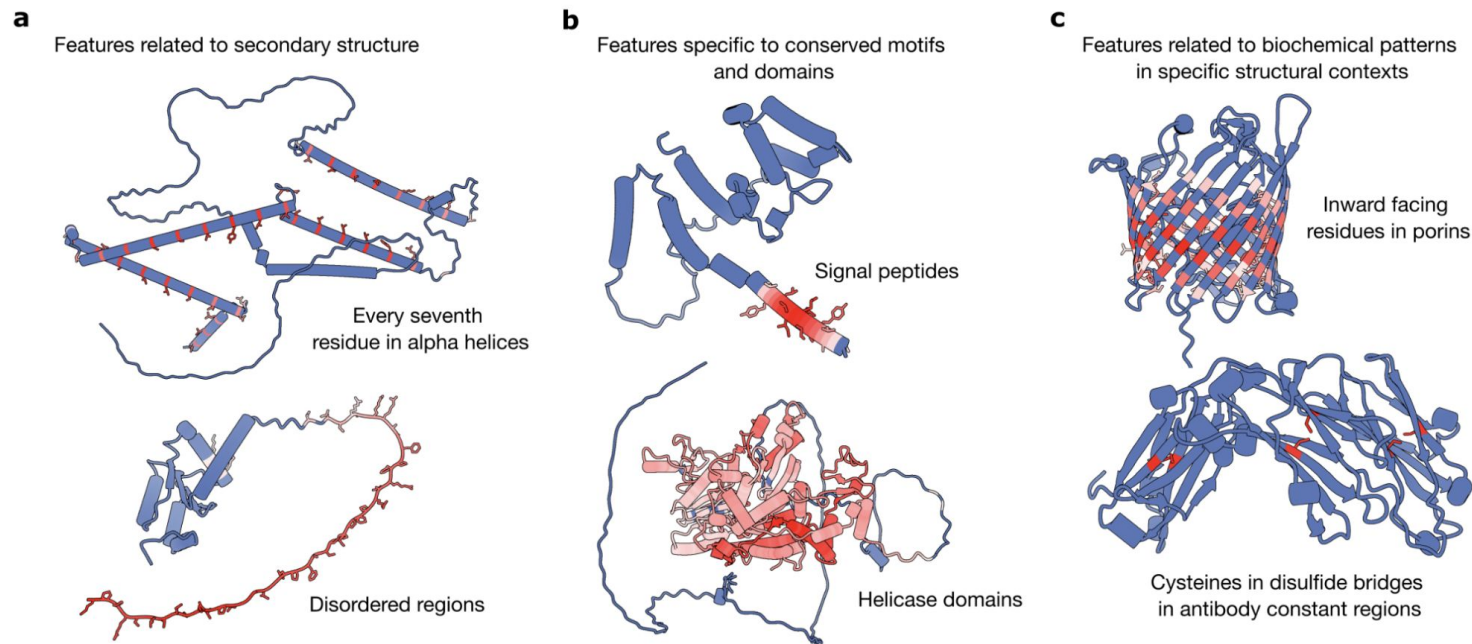 a
Features related to secondary structure
Every seventh
residue in alpha helices
Disordered regions
b
Features specific to conserved motifs
and domains
Signal peptides
Helicase domains
c
Features related to biochemical patterns
in specific structural contexts
Inward facing
residues in porins
Cysteines in disulfide bridges
in antibody constant regions